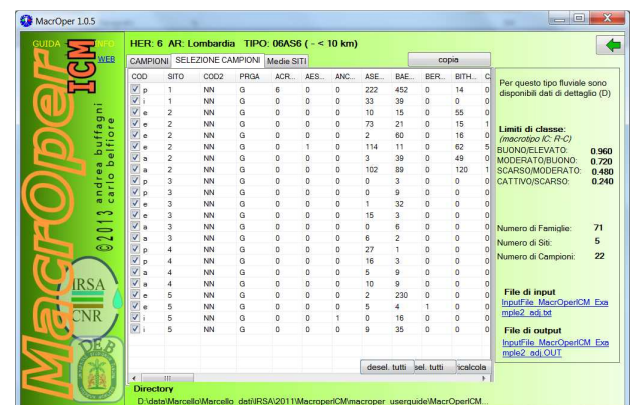 MacrOper 1.0.5
GUIDA - INFO
WEB
MacrOper
ICM
©2013 andrea buffagni
carlo belfiore
IRSA
CNR
DEB
HER: 6 AR: Lombardia TIPO: 06AS6 ( - < 10 km)
CAMPIONI SELEZIONE CAMPIONI Medie SITI copia
COD SITO COD2 PRGA ACR... AES... ANC... ASE... BAE... BER... BITH... C
p 1 NN G 6 0 0 222 452 0 14 0
i 1 NN G 0 0 0 33 39 0 0 0
e 2 NN G 0 0 0 10 15 0 55 0
e 2 NN G 0 0 0 73 21 0 15 1
e 2 NN G 0 0 0 2 60 0 16 0
e 2 NN G 0 1 0 114 11 0 62 5
a 2 NN G 0 0 0 3 39 0 49 0
a 2 NN G 0 0 0 102 89 0 120 1
p 3 NN G 0 0 0 0 3 0 0 0
p 3 NN G 0 0 0 0 9 0 0 0
e 3 NN G 0 0 0 1 32 0 0 0
e 3 NN G 0 0 0 15 3 0 0 0
a 3 NN G 0 0 0 0 6 0 0 0
a 3 NN G 0 0 0 6 2 0 0 0
p 4 NN G 0 0 0 27 1 0 0 0
p 4 NN G 0 0 0 16 3 0 0 0
a 4 NN G 0 0 0 5 9 0 0 0
a 4 NN G 0 0 0 10 9 0 0 0
e 5 NN G 0 0 0 2 230 0 0 0
e 5 NN G 0 0 0 5 4 1 0 0
i 5 NN G 0 0 1 0 16 0 0 0
i 5 NN G 0 0 0 9 35 0 0 0
desel. tutti sel. tutti ricalcola
Directory
D:\data\Marcello\Marcello_dati\IRSA\2011\MacroperICM\macroper_userguide\MacrOperICM...
Per questo tipo fluviale sono
disponibili dati di dettaglio (D)
Limiti di classe:
(macrotipo IC: R-C)
BUONO/ELEVATO: 0.960
MODERATO/BUONO: 0.720
SCARSO/MODERATO: 0.480
CATTIVO/SCARSO: 0.240
Numero di Famiglie: 71
Numero di Siti: 5
Numero di Campioni: 22
File di input
InputFile_MacrOperICM_Exa
mple2_adj.txt
File di output
InputFile_MacrOperICM_Exa
mple2_adj.OUT